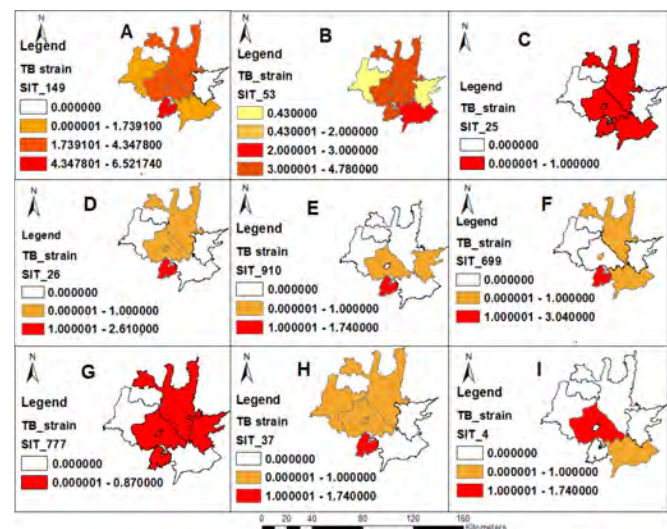 N
A
Legend
TB strain
SIT_149
0.000000
0.000001 - 1.739100
1.739101 - 4.347800
4.347801 - 6.521740
N
B
Legend
TB_strain
SIT_53
0.430000
0.430001 - 2.000000
2.000001 - 3.000000
3.000001 - 4.780000
N
C
Legend
TB_strain
SIT_25
0.000000
0.000001 - 1.000000
N
D
Legend
TB_strain
SIT_26
0.000000
0.000001 - 1.000000
1.000001 - 2.610000
N
E
Legend
TB strain
SIT_910
0.000000
0.000001 - 1.000000
1.000001 - 1.740000
N
F
Legend
TB_strain
SIT_699
0.000000
0.000001 - 1.000000
1.000001 - 3.040000
N
G
Legend
TB_strain
SIT_777
0.000000
0.000001 - 0.870000
N
H
Legend
TB_strain
SIT_37
0.000000
0.000001 - 1.000000
1.000001 - 1.740000
N
I
Legend
TB_strain
SIT_4
0.000000
0.000001 - 1.000000
1.000001 - 1.740000
0 20 40 80 120 160
Kilometers